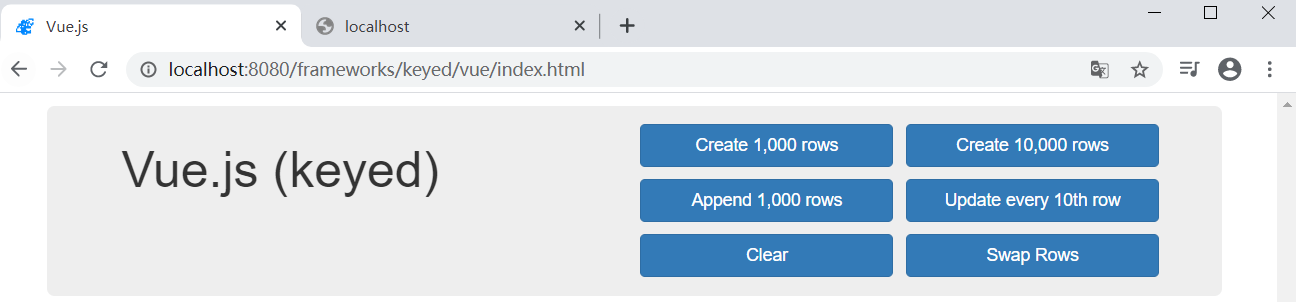 Vue.js
localhost
localhost:8080/frameworks/keyed/vue/index.html
Vue.js (keyed)
Create 1,000 rows
Create 10,000 rows
Append 1,000 rows
Update every 10th row
Clear
Swap Rows